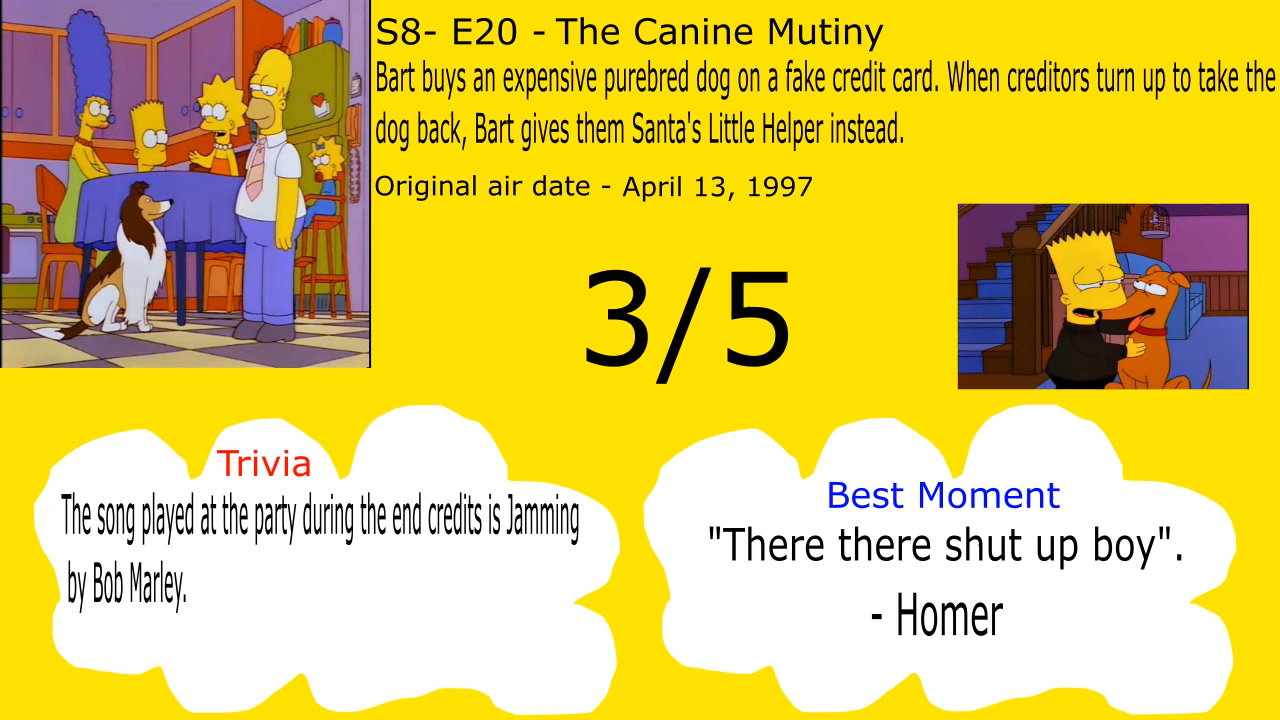 S8- E20 - The Canine Mutiny
Bart buys an expensive purebred dog on a fake credit card. When creditors turn up to take the
dog back, Bart gives them Santa's Little Helper instead.
Original air date - April 13, 1997
3/5
Trivia
The song played at the party during the end credits is Jamming
by Bob Marley.
Best Moment
"There there shut up boy".
- Homer